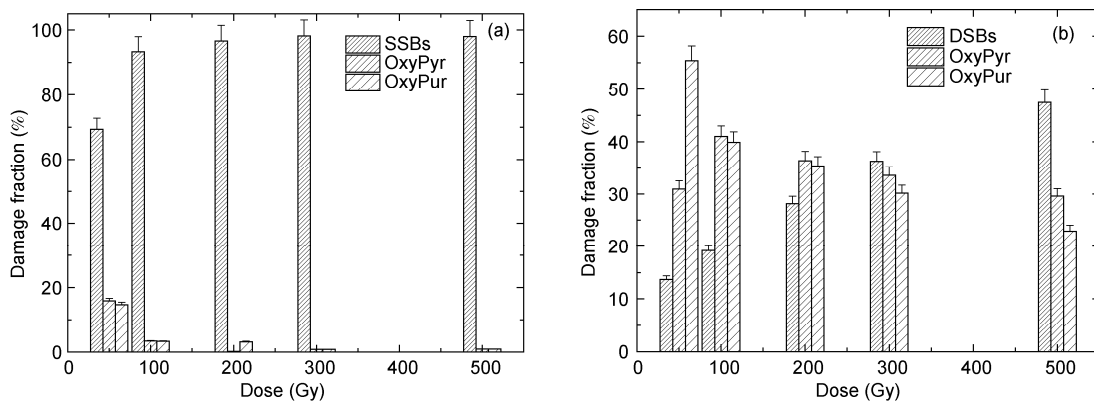 (a)
SSBs
OxyPyr
OxyPur
Damage fraction (%)
100
80
60
40
20
0
0 100 200 300 400 500
Dose (Gy)
(b)
DSBs
OxyPyr
OxyPur
Damage fraction (%)
60
50
40
30
20
10
0
0 100 200 300 400 500
Dose (Gy)